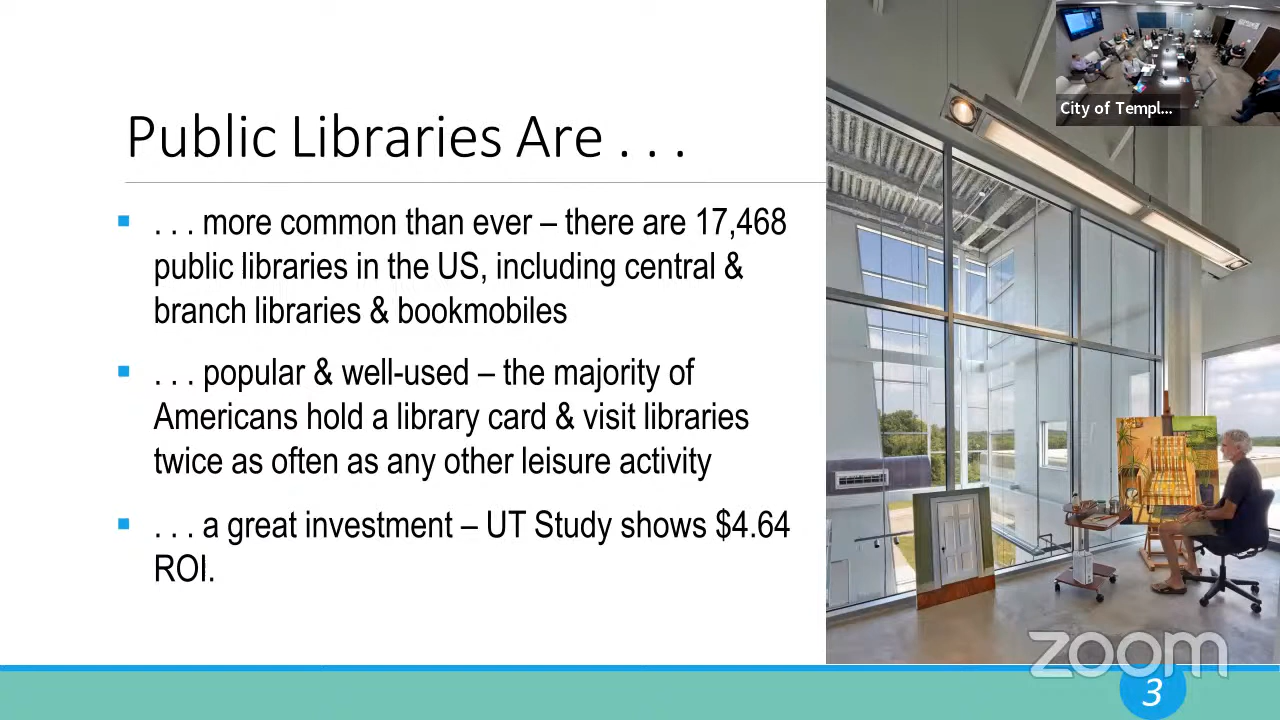 City of Templ...
Public Libraries Are . . .
. . . more common than ever – there are 17,468
public libraries in the US, including central &
branch libraries & bookmobiles
. . . popular & well-used – the majority of
Americans hold a library card & visit libraries
twice as often as any other leisure activity
. . . a great investment – UT Study shows $4.64
ROI.
zoom
3